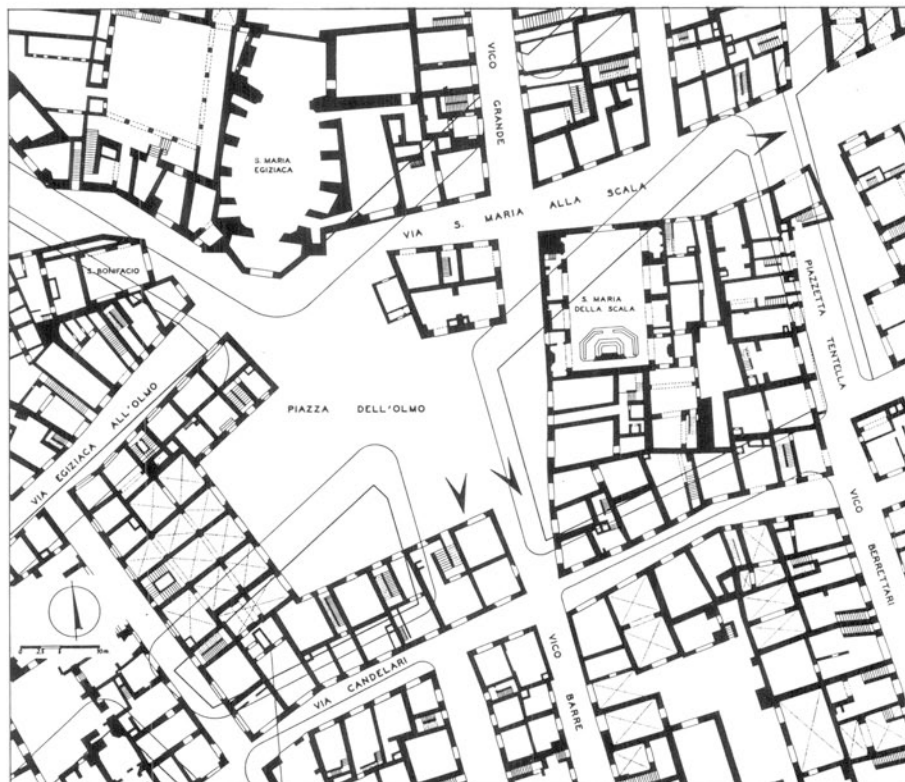 VICO
GRANDE
S. MARIA
EGIZIACA
VIA S. MARIA ALLA SCALA
S. BONIFACIO
S. MARIA
DELLA SCALA
PIAZZETTA
TENTELLA
PIAZZA DELL'OLMO
VIA EGIZIACA ALL'OLMO
VICO
BERRETTARI
VIA CANDELARI
VICO
BARRE